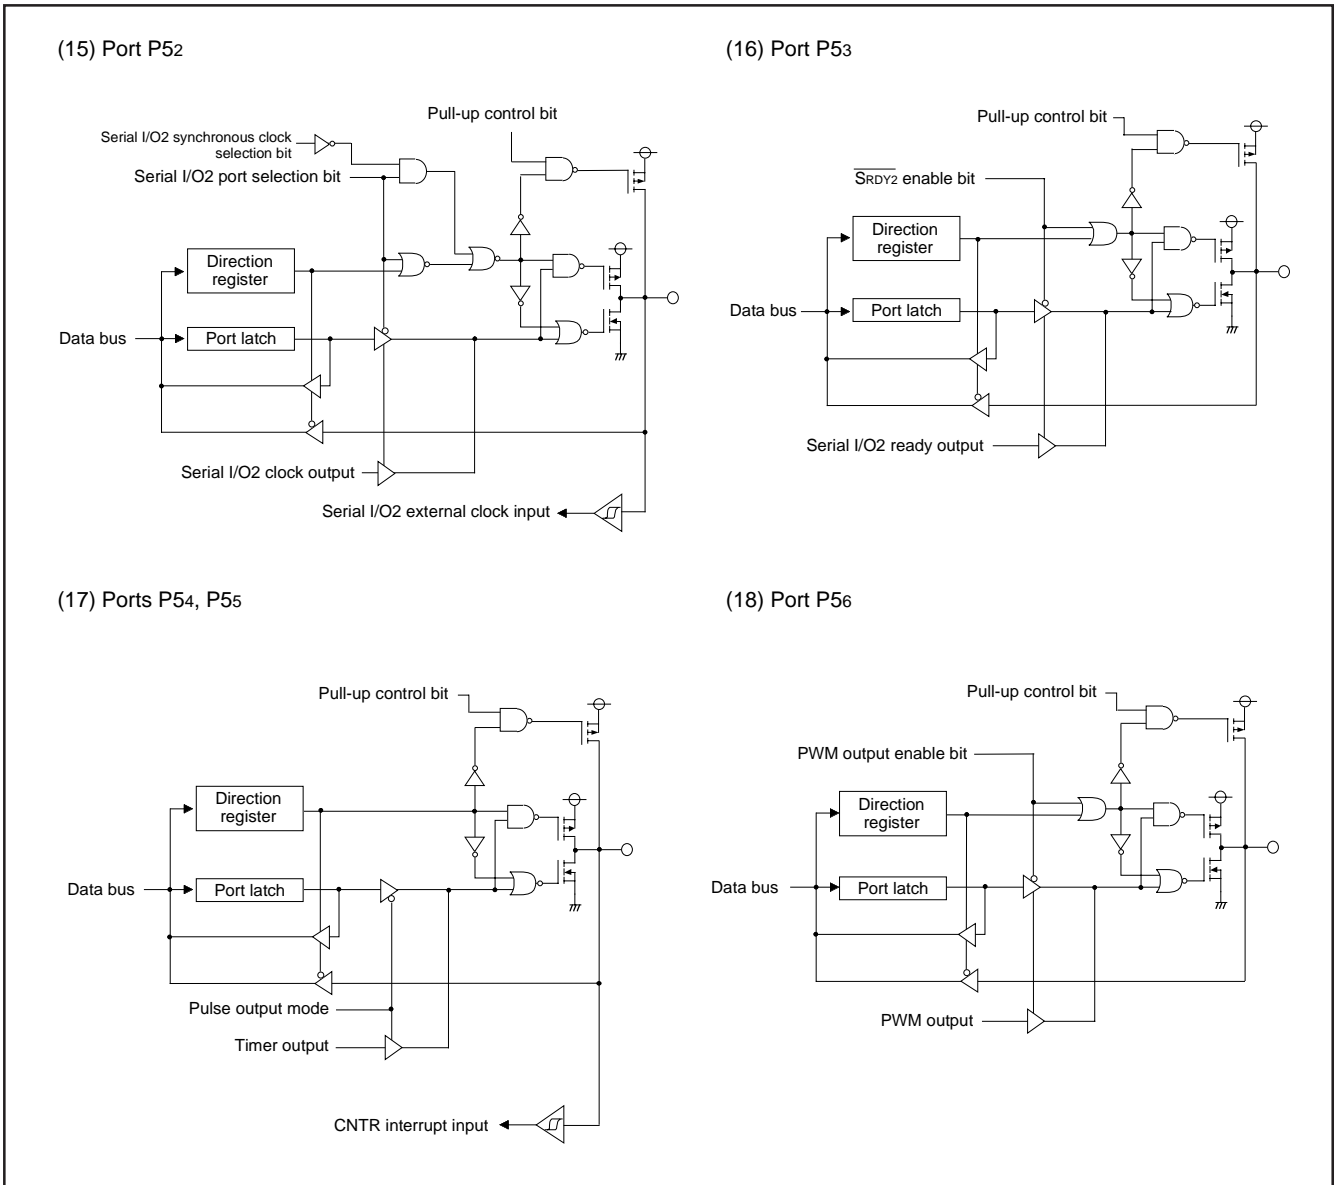 (15) Port P52
Pull-up control bit
Serial I/O2 synchronous clock
selection bit
Serial I/O2 port selection bit
Direction
register
Data bus
Port latch
Serial I/O2 clock output
Serial I/O2 external clock input
(16) Port P53
Pull-up control bit
SRDY2 enable bit
Direction
register
Data bus
Port latch
Serial I/O2 ready output
(17) Ports P54, P55
Pull-up control bit
Direction
register
Data bus
Port latch
Pulse output mode
Timer output
CNTR interrupt input
(18) Port P56
Pull-up control bit
PWM output enable bit
Direction
register
Data bus
Port latch
PWM output